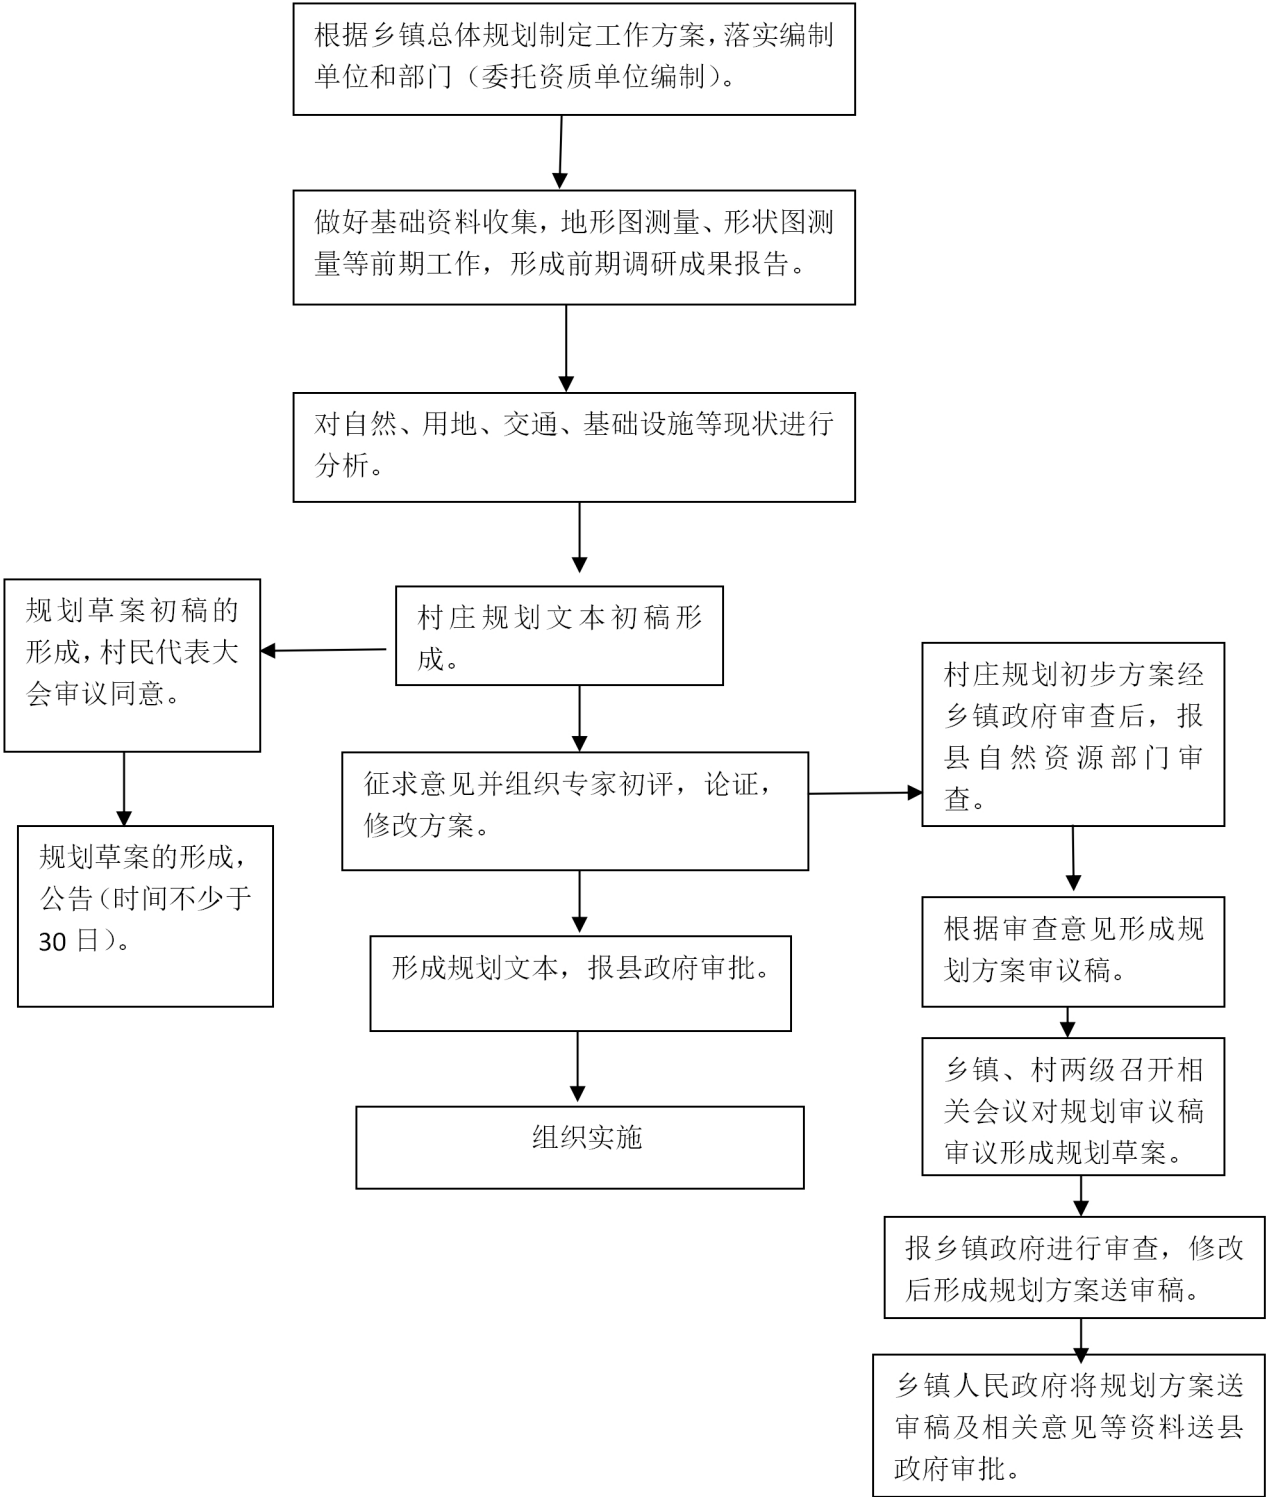 根据乡镇总体规划制定工作方案，落实编制
单位和部门（委托资质单位编制）。
做好基础资料收集，地形图测量、形状图测
量等前期工作，形成前期调研成果报告。
对自然、用地、交通、基础设施等现状进行
分析。
村庄规划文本初稿形
成。
规划草案初稿的
形成，村民代表大
会审议同意。
规划草案的形成，
公告（时间不少于
30日）。
征求意见并组织专家初评，论证，
修改方案。
形成规划文本，报县政府审批。
组织实施
村庄规划初步方案经
乡镇政府审查后，报
县自然资源部门审
查。
根据审查意见形成规
划方案审议稿。
乡镇、村两级召开相
关会议对规划审议稿
审议形成规划草案。
报乡镇政府进行审查，修改
后形成规划方案送审稿。
乡镇人民政府将规划方案送
审稿及相关意见等资料送县
政府审批。